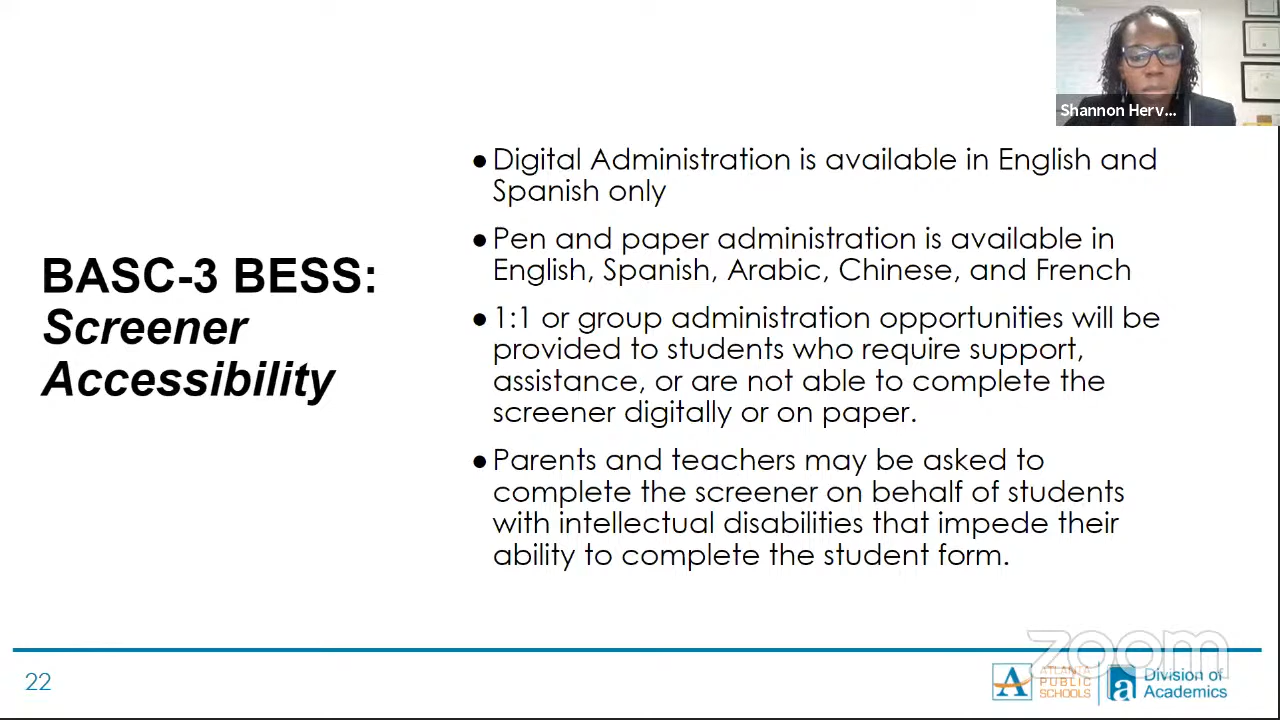 Shannon Herv...
BASC-3 BESS:
Screener
Accessibility
●Digital Administration is available in English and
Spanish only
●Pen and paper administration is available in
English, Spanish, Arabic, Chinese, and French
●1:1 or group administration opportunities will be
provided to students who require support,
assistance, or are not able to complete the
screener digitally or on paper.
●Parents and teachers may be asked to
complete the screener on behalf of students
with intellectual disabilities that impede their
ability to complete the student form.
zoom
22
ATLANTA
PUBLIC
SCHOOLS
Division of
Academics